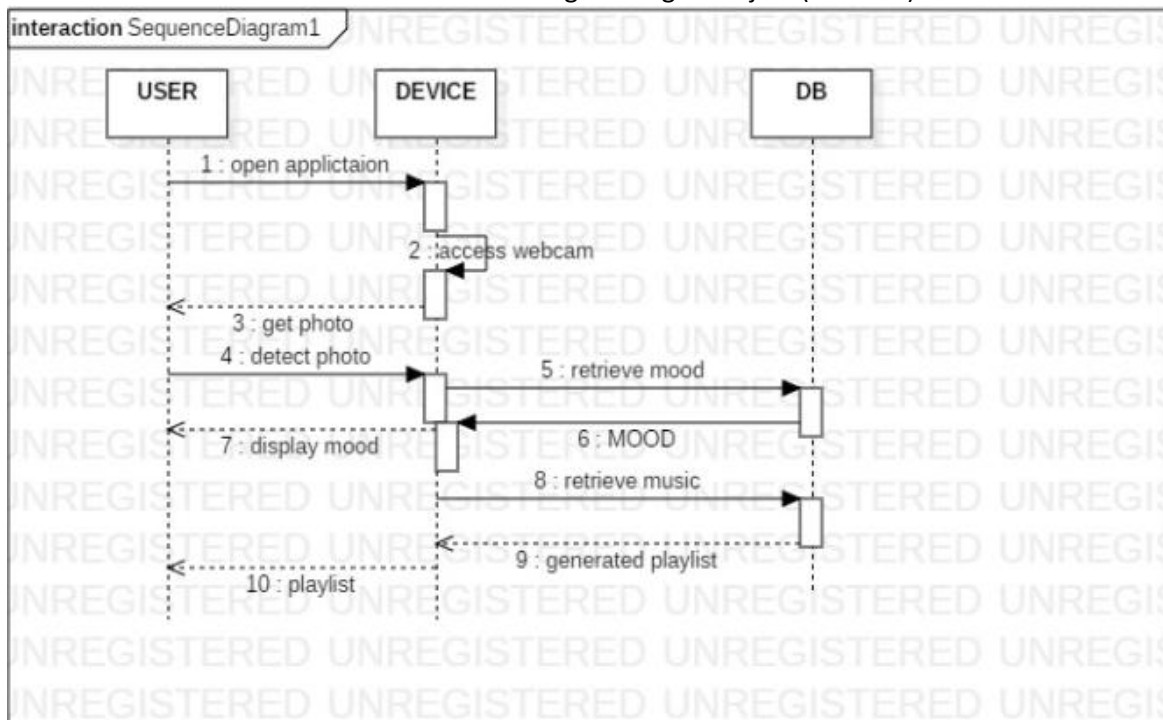 interaction SequenceDiagram1
USER
DEVICE
DB
1 : open applictaion
2 : access webcam
3 : get photo
4 : detect photo
5 : retrieve mood
6 : MOOD
7 : display mood
8 : retrieve music
9 : generated playlist
10 : playlist
UNREGISTERED